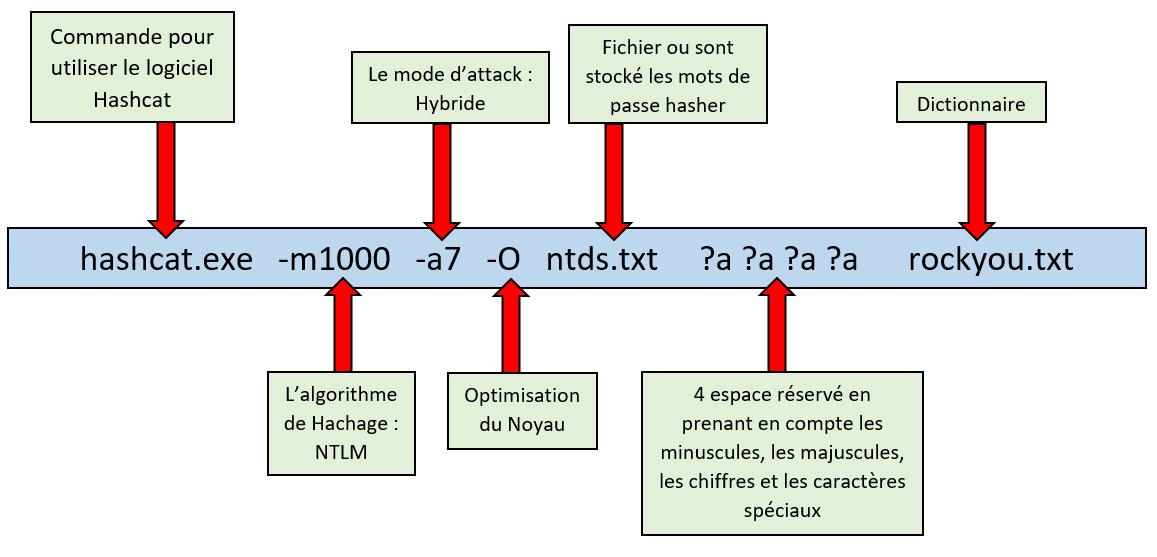 Commande pour
utiliser le logiciel
Hashcat
Le mode d’attack :
Hybride
Fichier ou sont
stocké les mots de
passe hasher
Dictionnaire
hashcat.exe -m1000 -a7 -O ntds.txt ?a ?a ?a ?a rockyou.txt
L’algorithme
de Hachage :
NTLM
Optimisation
du Noyau
4 espace réservé en
prenant en compte les
minuscules, les majuscules,
les chiffres et les caractères
spéciaux